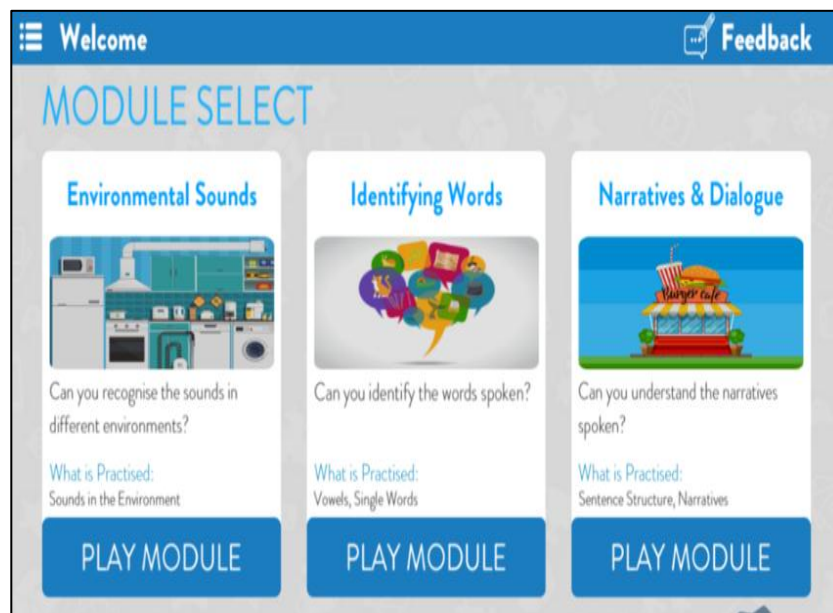 Welcome
Feedback
MODULE SELECT
Environmental Sounds
Can you recognise the sounds in
different environments?
What is Practised:
Sounds in the Environment
PLAY MODULE
Identifying Words
Can you identify the words spoken?
What is Practised:
Vowels, Single Words
PLAY MODULE
Narratives & Dialogue
Burger cafe
Can you understand the narratives
spoken?
What is Practised:
Sentence Structure, Narratives
PLAY MODULE